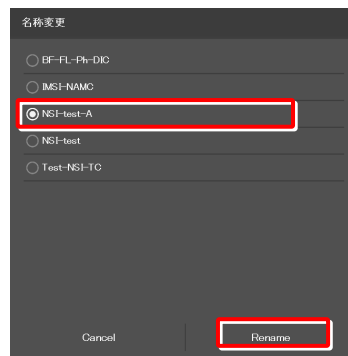 名称変更
BF-FL-Ph-DIC
IMSI-NAMC
NSI-test-A
NSI-test
Test-NSI-TC
Cancel
Rename